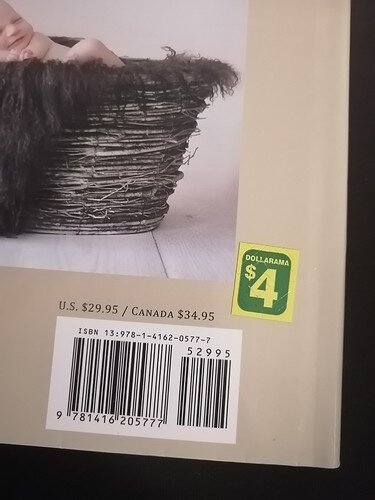 DOLLARAMA
$4
U.S. $29.95 / CANADA $34.95
ISBN 13:978-1-4162-0577-7
52995
9 781416 205777